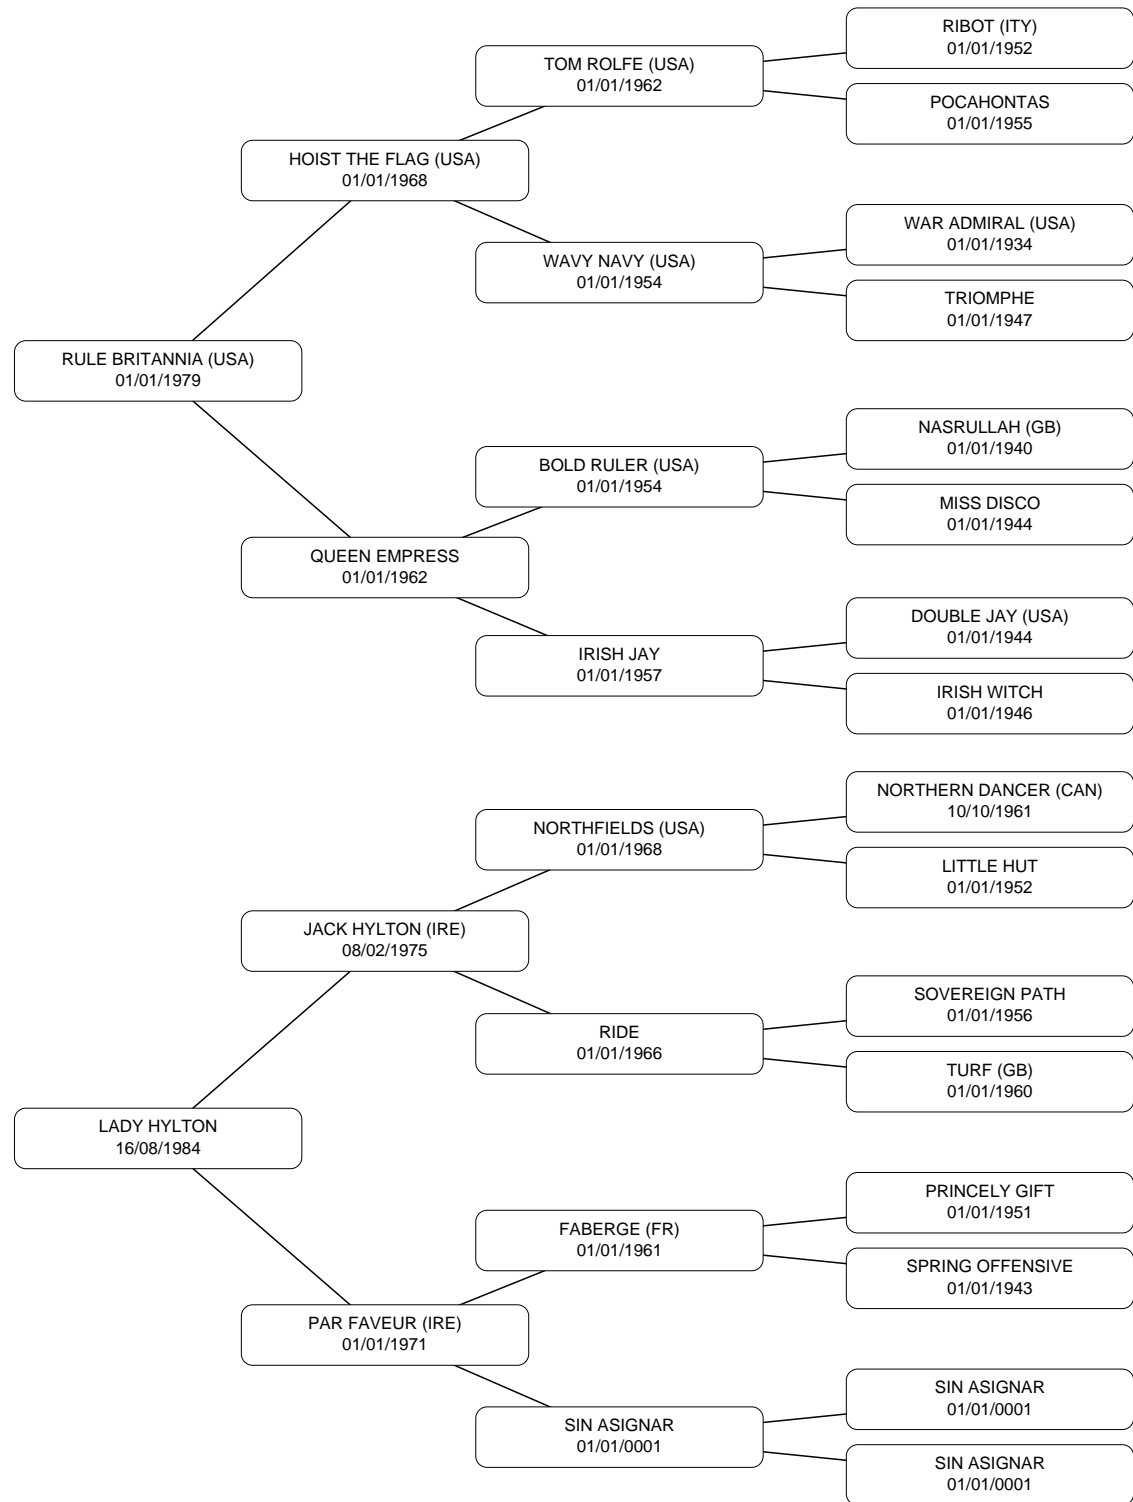 RIBOT (ITY)
01/01/1952
TOM ROLFE (USA)
01/01/1962
POCAHONTAS
01/01/1955
HOIST THE FLAG (USA)
01/01/1968
WAR ADMIRAL (USA)
01/01/1934
WAVY NAVY (USA)
01/01/1954
TRIOMPHE
01/01/1947
RULE BRITANNIA (USA)
01/01/1979
NASRULLAH (GB)
01/01/1940
BOLD RULER (USA)
01/01/1954
MISS DISCO
01/01/1944
QUEEN EMPRESS
01/01/1962
DOUBLE JAY (USA)
01/01/1944
IRISH JAY
01/01/1957
IRISH WITCH
01/01/1946
NORTHERN DANCER (CAN)
10/10/1961
NORTHFIELDS (USA)
01/01/1968
LITTLE HUT
01/01/1952
JACK HYLTON (IRE)
08/02/1975
SOVEREIGN PATH
01/01/1956
RIDE
01/01/1966
TURF (GB)
01/01/1960
LADY HYLTON
16/08/1984
PRINCELY GIFT
01/01/1951
FABERGE (FR)
01/01/1961
SPRING OFFENSIVE
01/01/1943
PAR FAVEUR (IRE)
01/01/1971
SIN ASIGNAR
01/01/0001
SIN ASIGNAR
01/01/0001
SIN ASIGNAR
01/01/0001